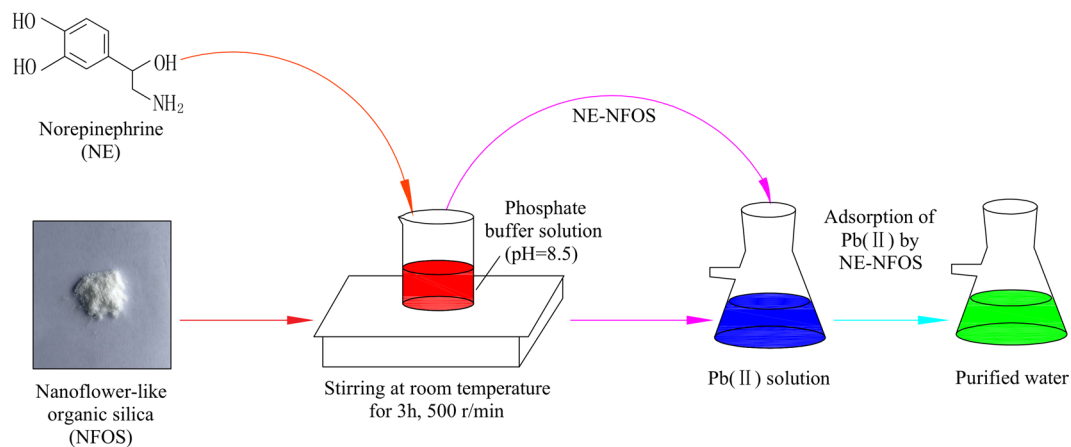 HO
HO
OH
NH₂
Norepinephrine
(NE)
NE-NFOS
Phosphate
buffer solution
(pH=8.5)
Adsorption of
Pb(Ⅱ) by
NE-NFOS
Nanoflower-like
organic silica
(NFOS)
Stirring at room temperature
for 3h, 500 r/min
Pb(Ⅱ) solution
Purified water